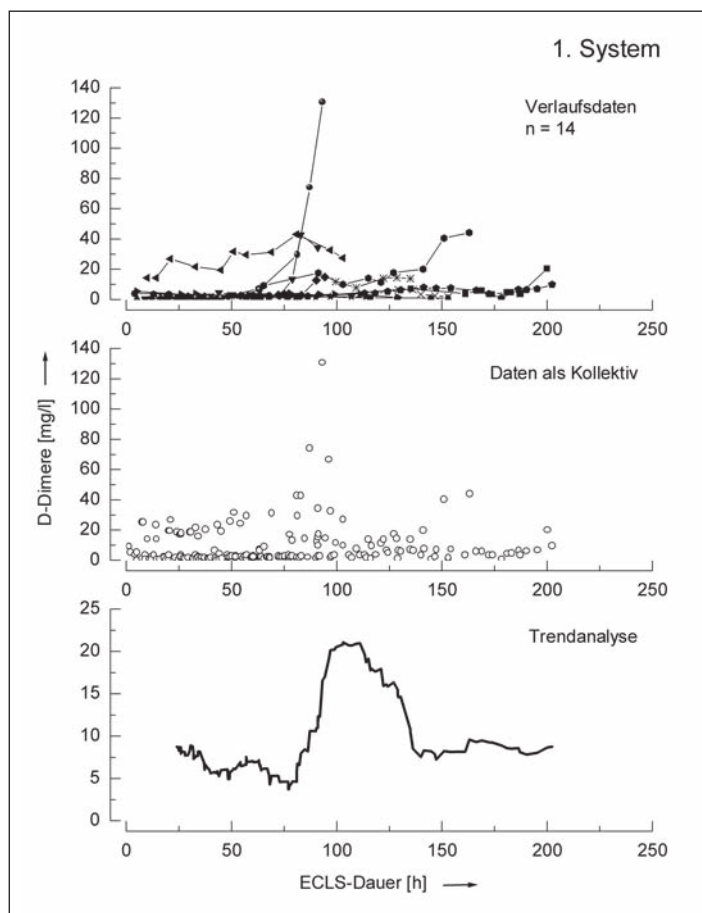 1. System
140
120
100
80
60
40
20
0
Verlaufsdaten
n = 14
0 50 100 150 200 250
140
120
100
80
60
40
20
0
Daten als Kollektiv
D-Dimere [mg/l]
0 50 100 150 200 250
25
20
15
10
5
0
Trendanalyse
0 50 100 150 200 250
ECLS-Dauer [h]